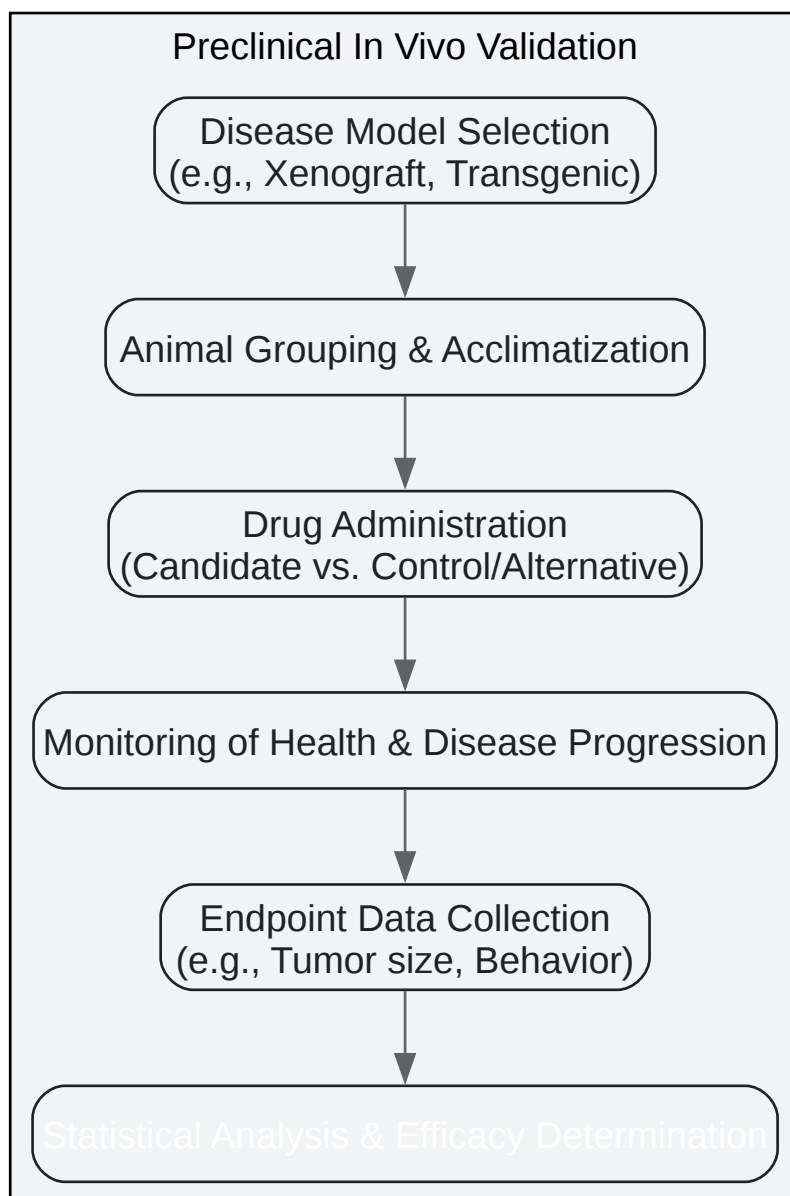 Preclinical In Vivo Validation
Disease Model Selection
(e.g., Xenograft, Transgenic)
Animal Grouping & Acclimatization
Drug Administration
(Candidate vs. Control/Alternative)
Monitoring of Health & Disease Progression
Endpoint Data Collection
(e.g., Tumor size, Behavior)
Statistical Analysis & Efficacy Determination